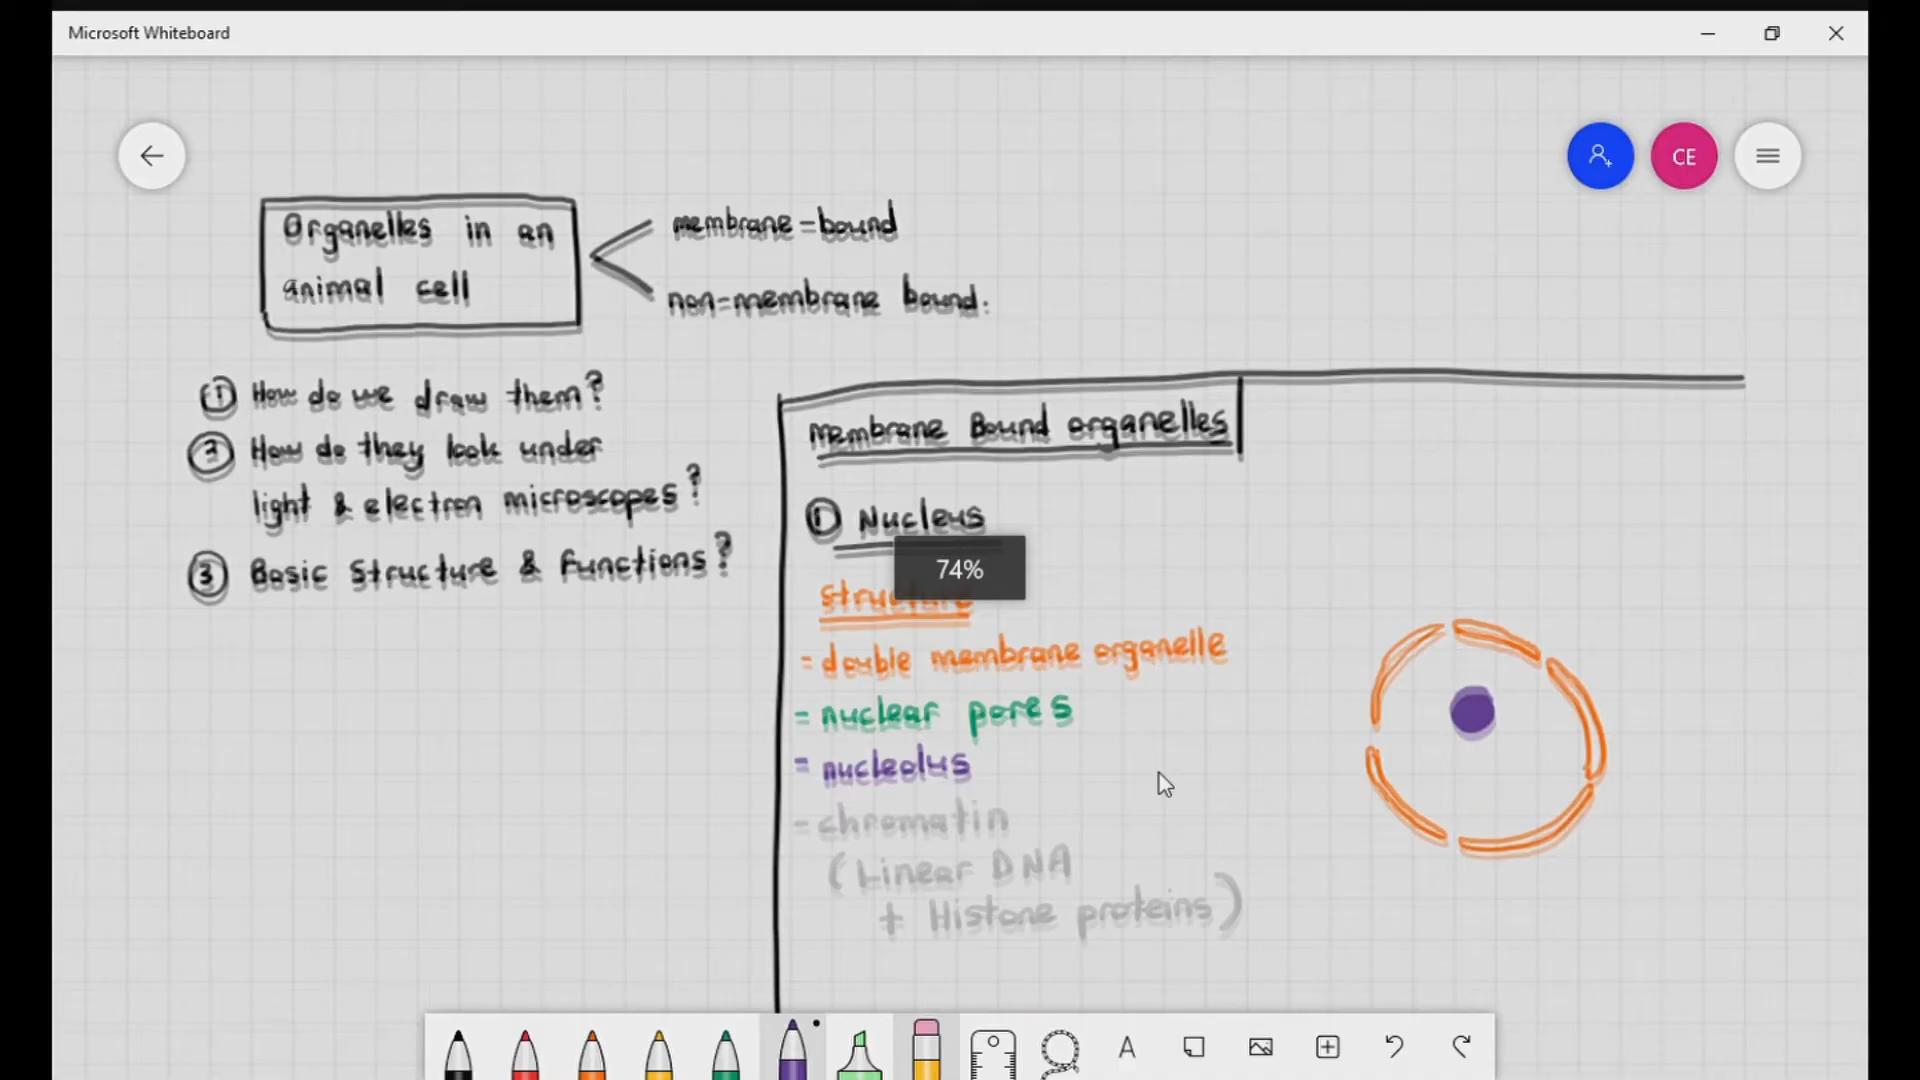 Microsoft Whiteboard
CE
Organelles in an
animal cell
membrane-bound
non-membrane bound.
① How do we draw them?
② How do they look under
light & electron microscopes?
③ Basic structure & functions?
Membrane Bound organelles
① Nucleus
74%
structure
- double membrane organelle
- nuclear pores
- nucleolus
- chromatin
(Linear DNA
+ Histone proteins)
A